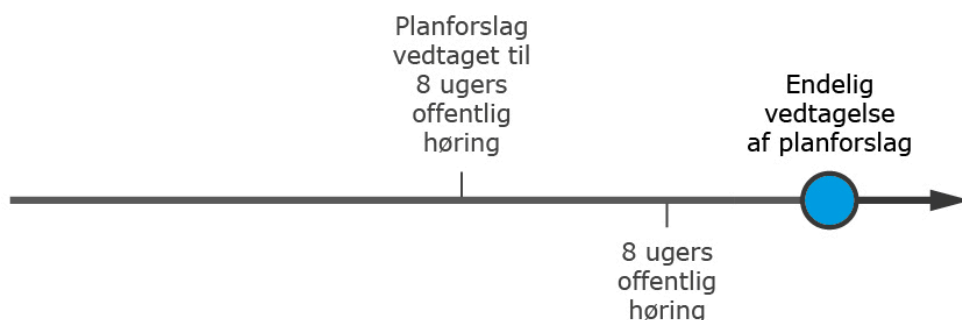 Planforslag
vedtaget til
8 ugers
offentlig
høring
Endelig
vedtagelse
af planforslag
8 ugers
offentlig
høring